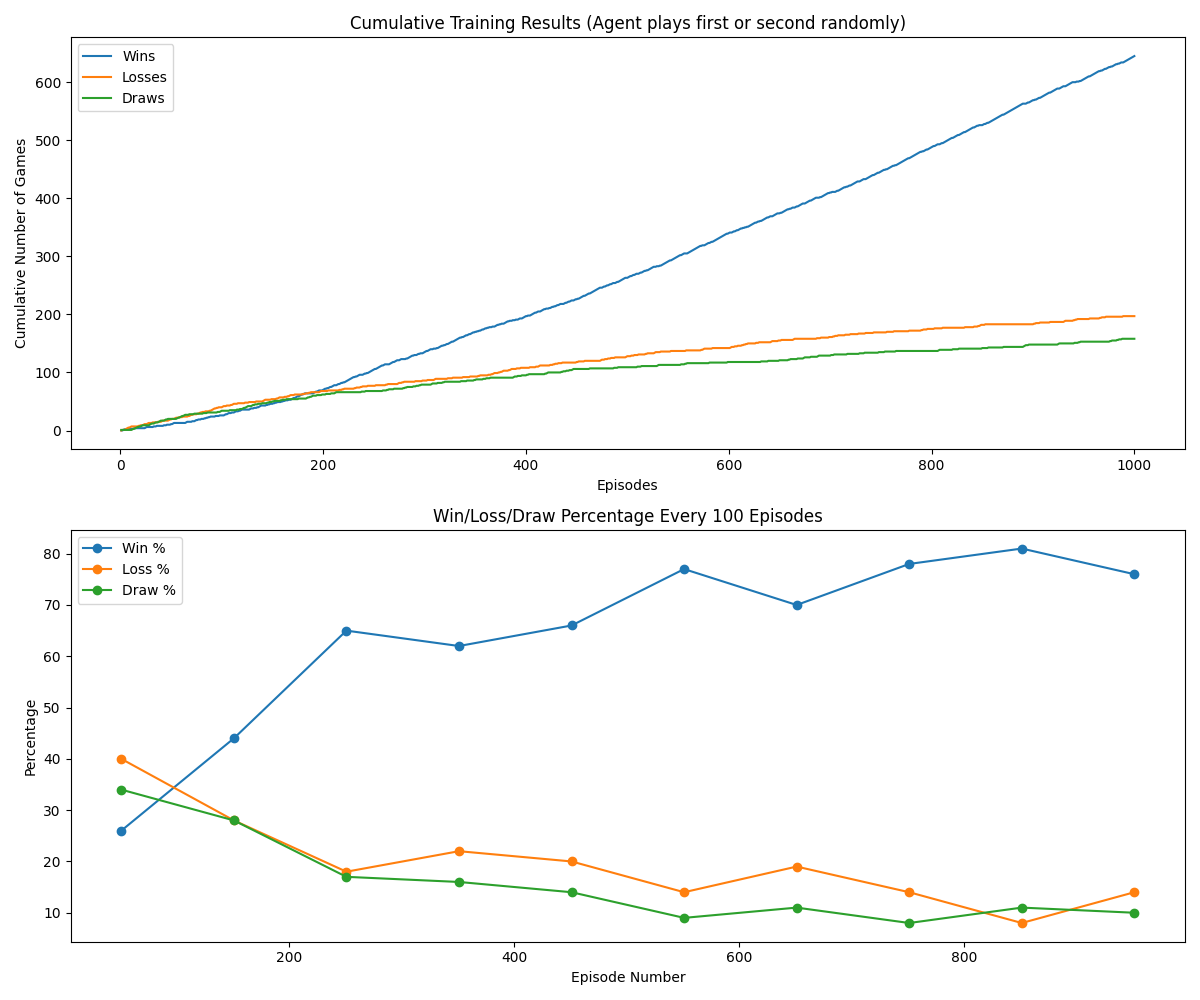 Cumulative Training Results (Agent plays first or second randomly)
Wins
Losses
Draws
Cumulative Number of Games
600
500
400
300
200
100
0
0 200 400 600 800 1000
Episodes
Win/Loss/Draw Percentage Every 100 Episodes
Win %
Loss %
Draw %
Percentage
80
70
60
50
40
30
20
10
200 400 600 800
Episode Number